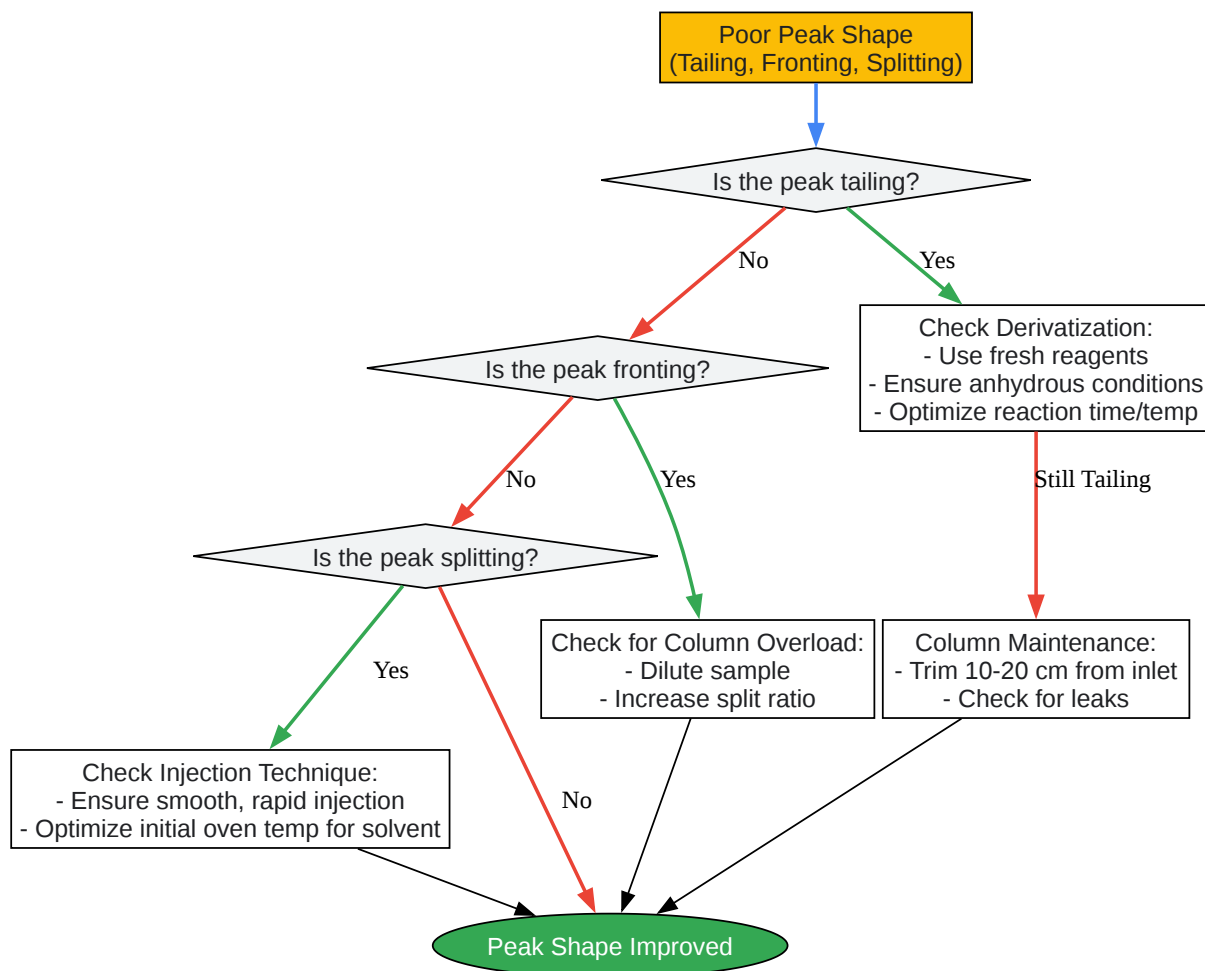 Poor Peak Shape
(Tailing, Fronting, Splitting)
Is the peak tailing?
No
Yes
Is the peak fronting?
Check Derivatization:
- Use fresh reagents
- Ensure anhydrous conditions
- Optimize reaction time/temp
No
Yes
Still Tailing
Is the peak splitting?
Yes
Check for Column Overload:
- Dilute sample
- Increase split ratio
Column Maintenance:
- Trim 10-20 cm from inlet
- Check for leaks
Check Injection Technique:
- Ensure smooth, rapid injection
- Optimize initial oven temp for solvent
No
Peak Shape Improved